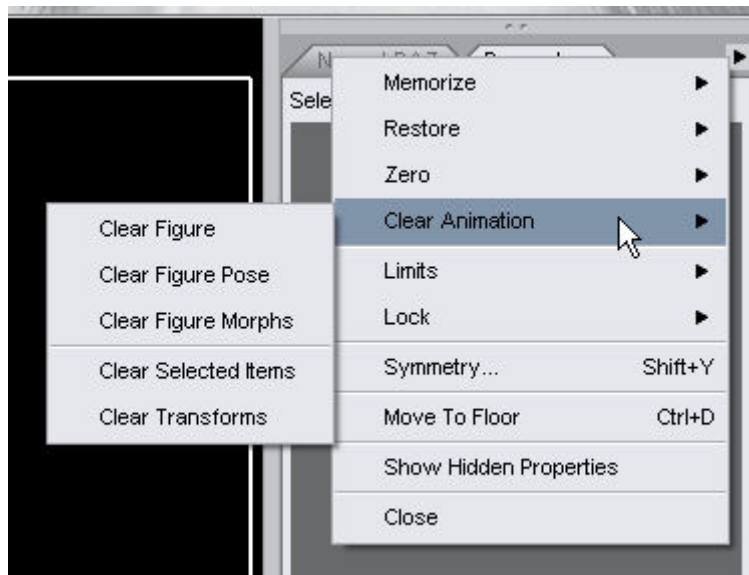 Sele
Memorize
Restore
Zero
Clear Animation
Limits
Lock
Symmetry... Shift+Y
Move To Floor Ctrl+D
Show Hidden Properties
Close
Clear Figure
Clear Figure Pose
Clear Figure Morphs
Clear Selected Items
Clear Transforms